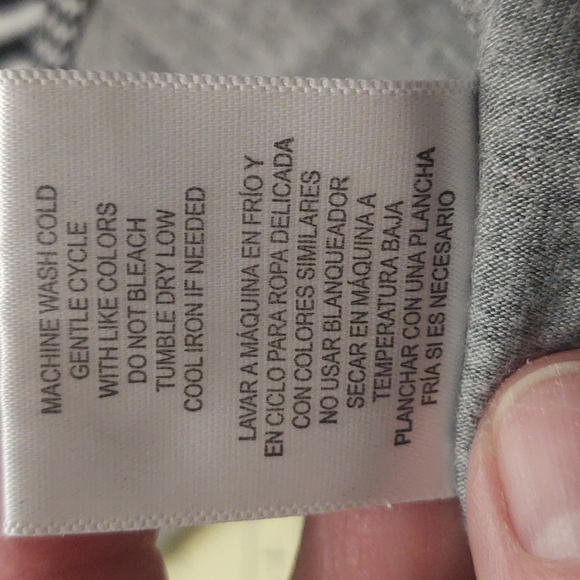 MACHINE WASH COLD
GENTLE CYCLE
WITH LIKE COLORS
DO NOT BLEACH
TUMBLE DRY LOW
COOL IRON IF NEEDED
LAVAR A MÁQUINA EN FRÍO Y
EN CICLO PARA ROPA DELICADA
CON COLORES SIMILARES
NO USAR BLANQUEADOR
SECAR EN MÁQUINA A
TEMPERATURA BAJA
PLANCHAR CON UNA PLANCHA
FRÍA SI ES NECESARIO